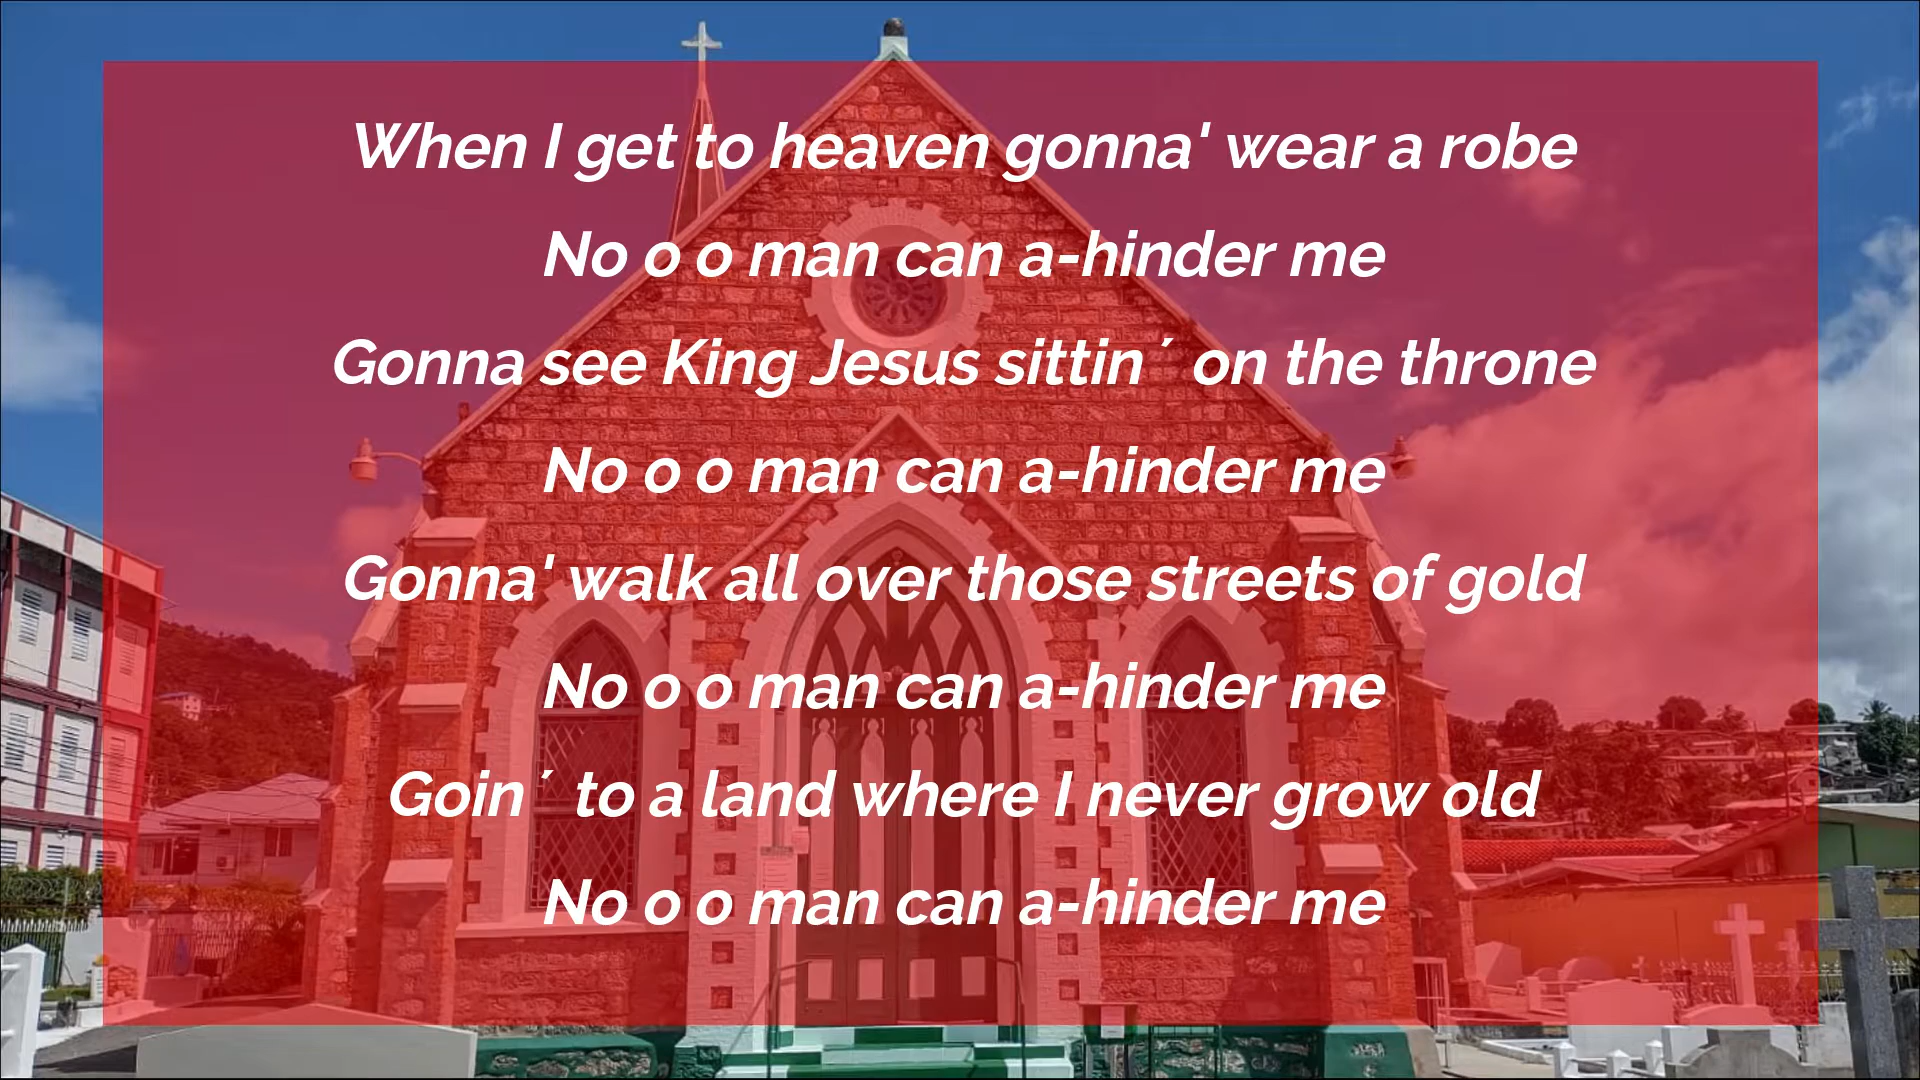 When I get to heaven gonna' wear a robe
No o o man can a-hinder me
Gonna see King Jesus sittin´ on the throne
No o o man can a-hinder me
Gonna' walk all over those streets of gold
No o o man can a-hinder me
Goin´ to a land where I never grow old
No o o man can a-hinder me